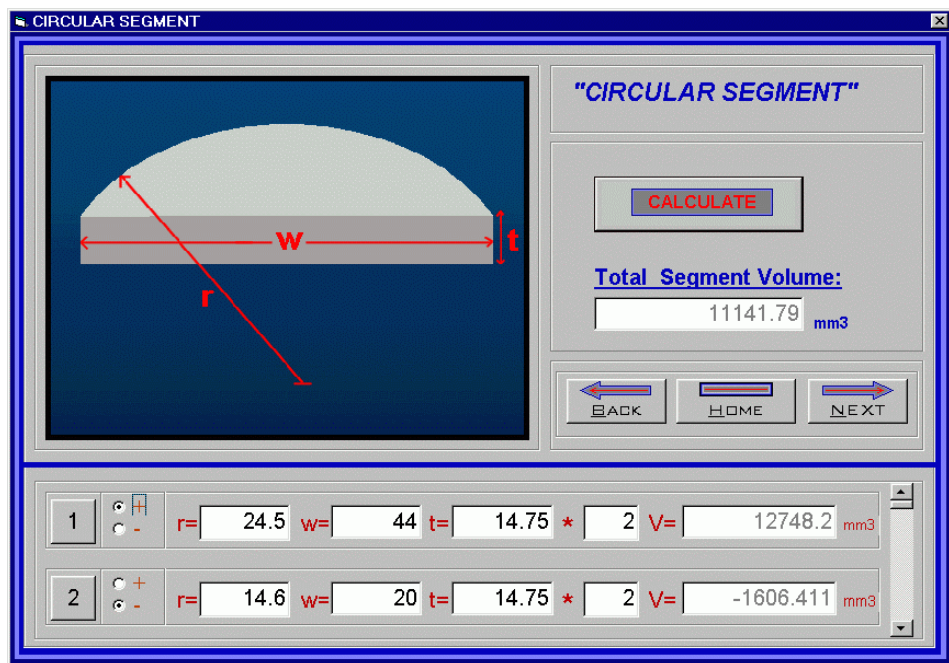 CIRCULAR SEGMENT
"CIRCULAR SEGMENT"
CALCULATE
Total Segment Volume:
11141.79 mm3
w
t
r
BACK HOME NEXT
1 + - r= 24.5 w= 44 t= 14.75 * 2 V= 12748.2 mm3
2 + - r= 14.6 w= 20 t= 14.75 * 2 V= -1606.411 mm3